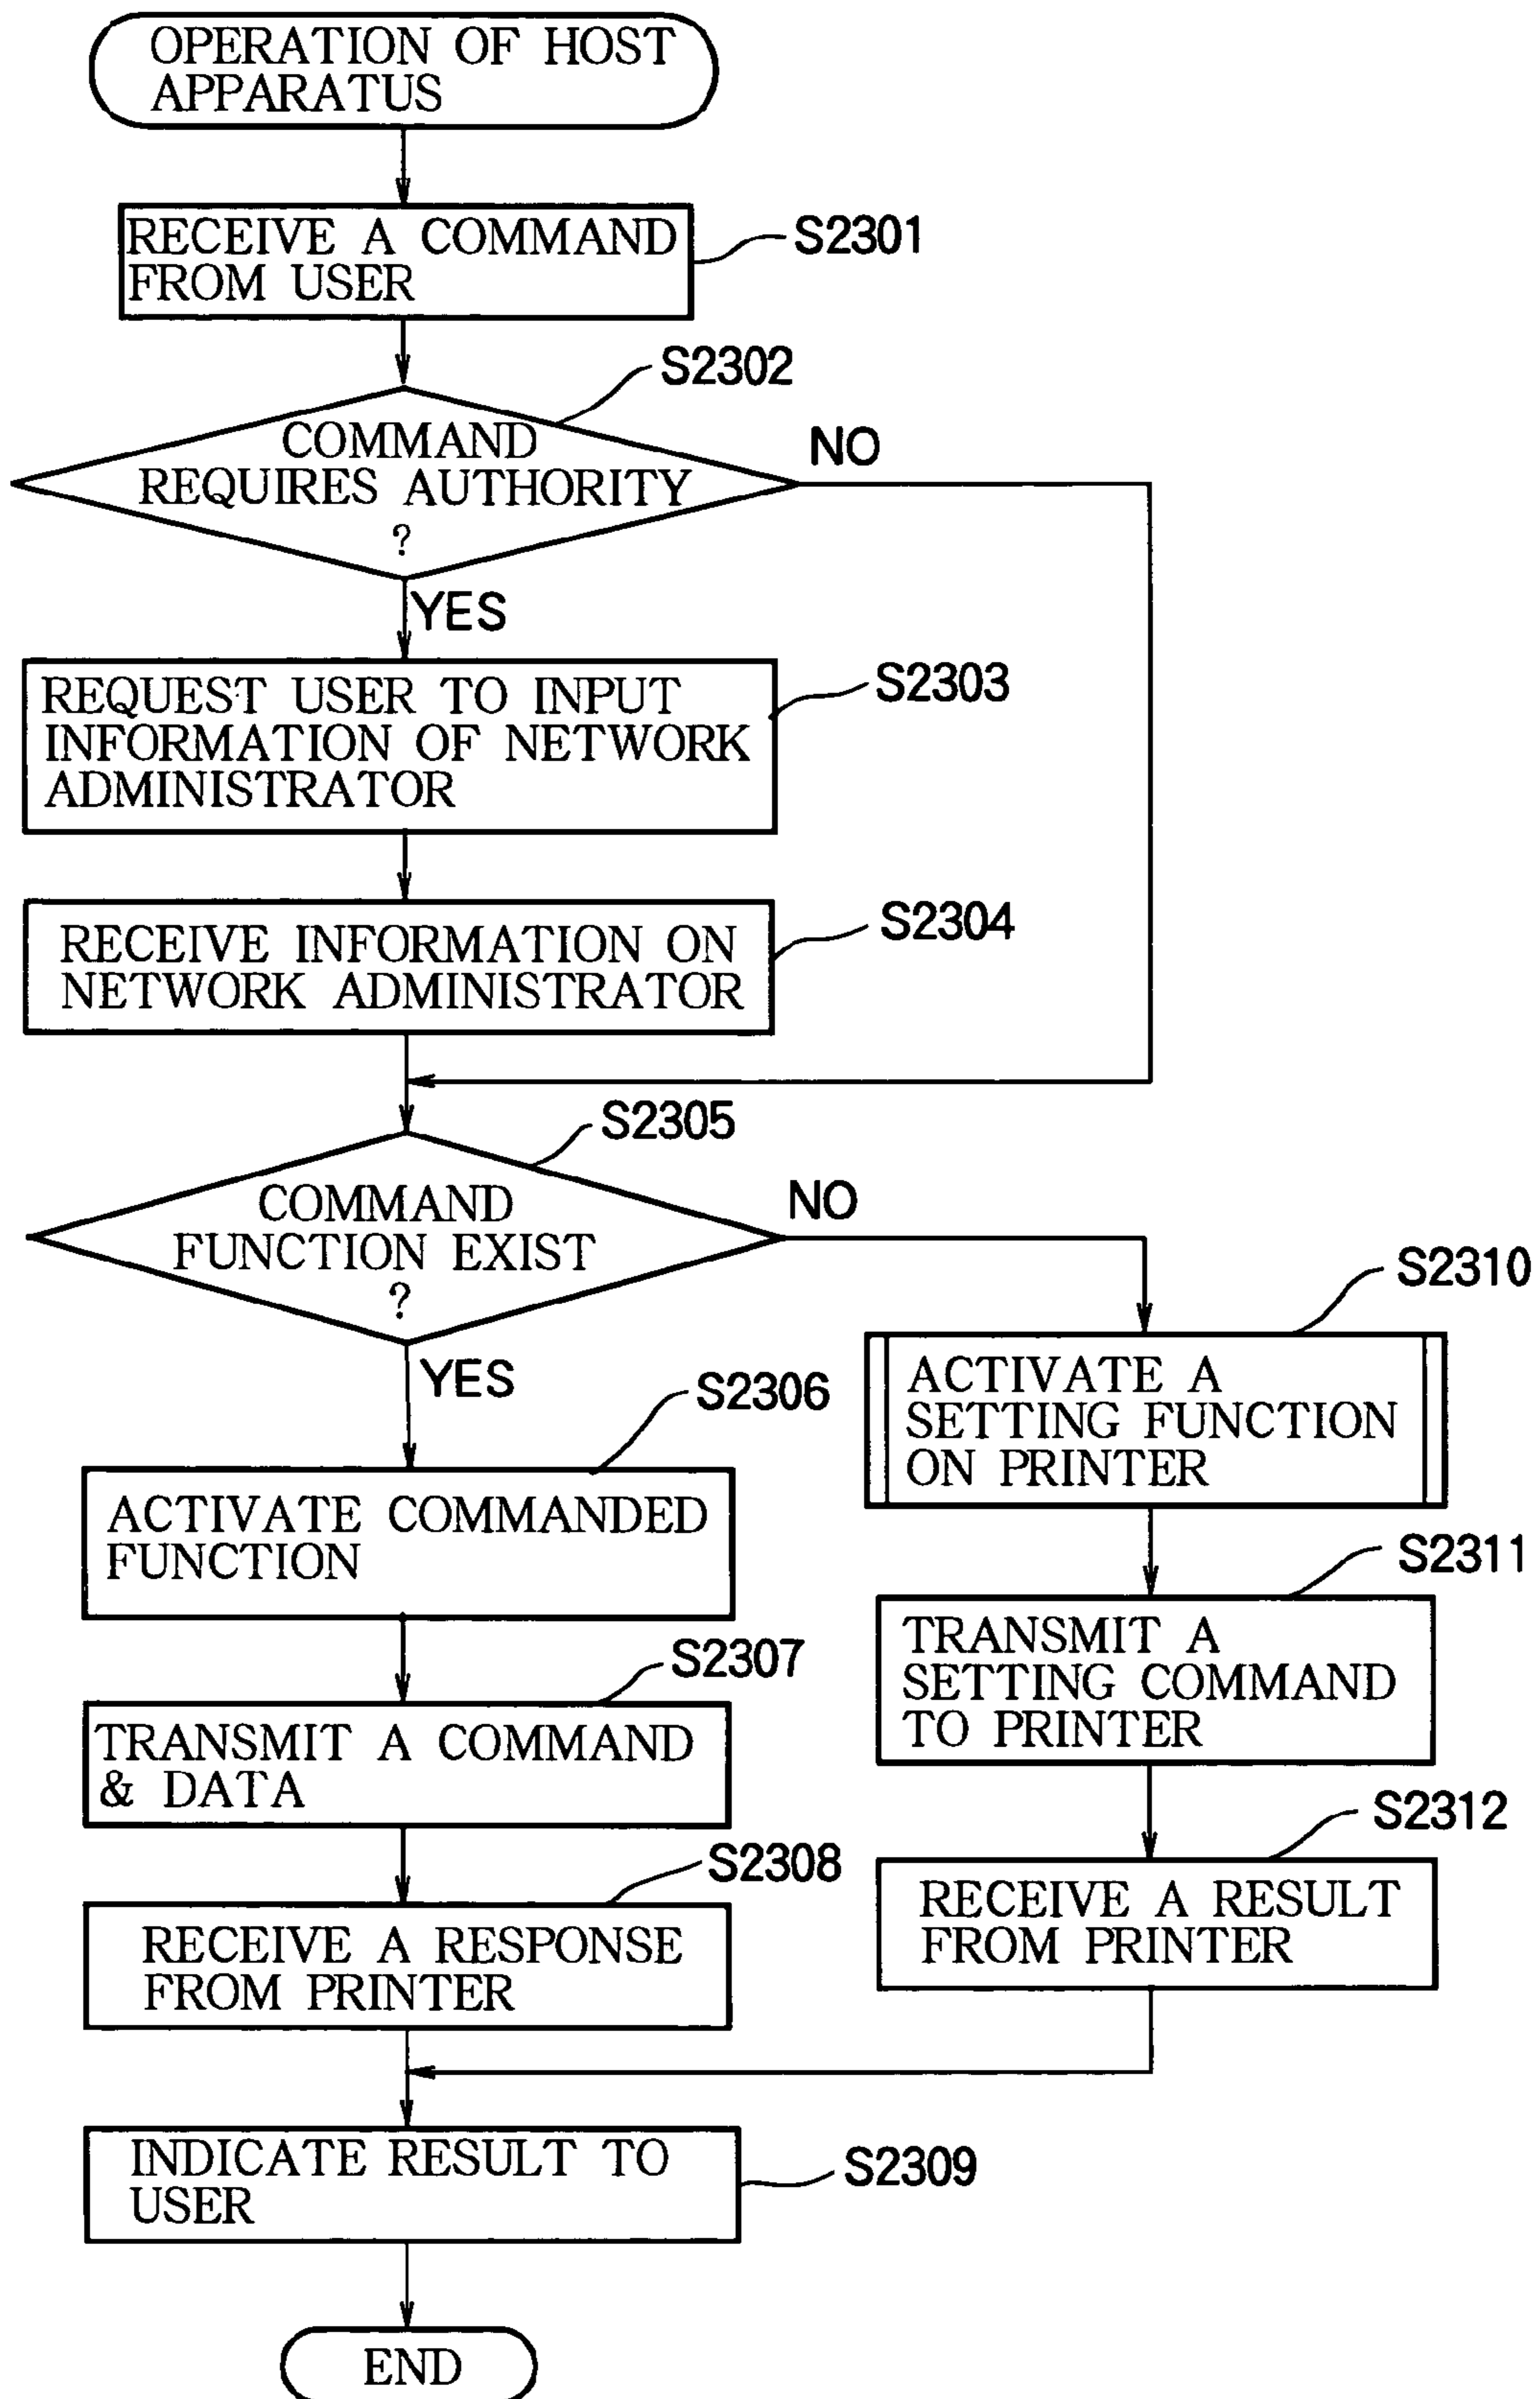 OPERATION OF HOST
APPARATUS
RECEIVE A COMMAND
FROM USER
S2301
S2302
COMMAND
REQUIRES AUTHORITY
?
NO
YES
REQUEST USER TO INPUT
INFORMATION OF NETWORK
ADMINISTRATOR
S2303
RECEIVE INFORMATION ON
NETWORK ADMINISTRATOR
S2304
S2305
COMMAND
FUNCTION EXIST
?
NO
YES
S2306
ACTIVATE COMMANDED
FUNCTION
S2307
TRANSMIT A COMMAND
& DATA
S2308
RECEIVE A RESPONSE
FROM PRINTER
S2310
ACTIVATE A
SETTING FUNCTION
ON PRINTER
S2311
TRANSMIT A
SETTING COMMAND
TO PRINTER
S2312
RECEIVE A RESULT
FROM PRINTER
INDICATE RESULT TO
USER
S2309
END